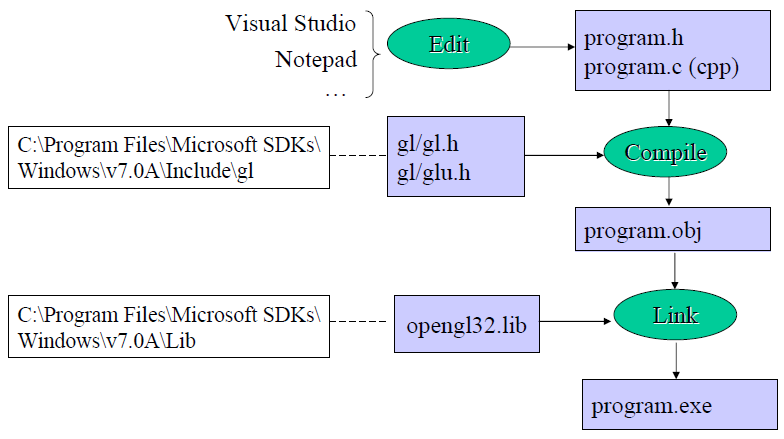 Visual Studio
Notepad
...
Edit
program.h
program.c (cpp)
C:\Program Files\Microsoft SDKs\
Windows\v7.0A\Include\gl
gl/gl.h
gl/glu.h
Compile
program.obj
C:\Program Files\Microsoft SDKs\
Windows\v7.0A\Lib
opengl32.lib
Link
program.exe